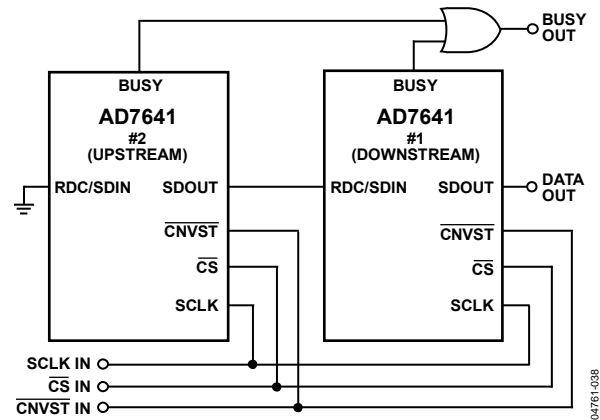 BUSY
OUT
BUSY
BUSY
AD7641
#2
(UPSTREAM)
AD7641
#1
(DOWNSTREAM)
RDC/SDIN
SDOUT
RDC/SDIN
SDOUT
DATA
OUT
CNVST
CNVST
CS
CS
SCLK
SCLK
SCLK IN
CS IN
CNVST IN
04761-038